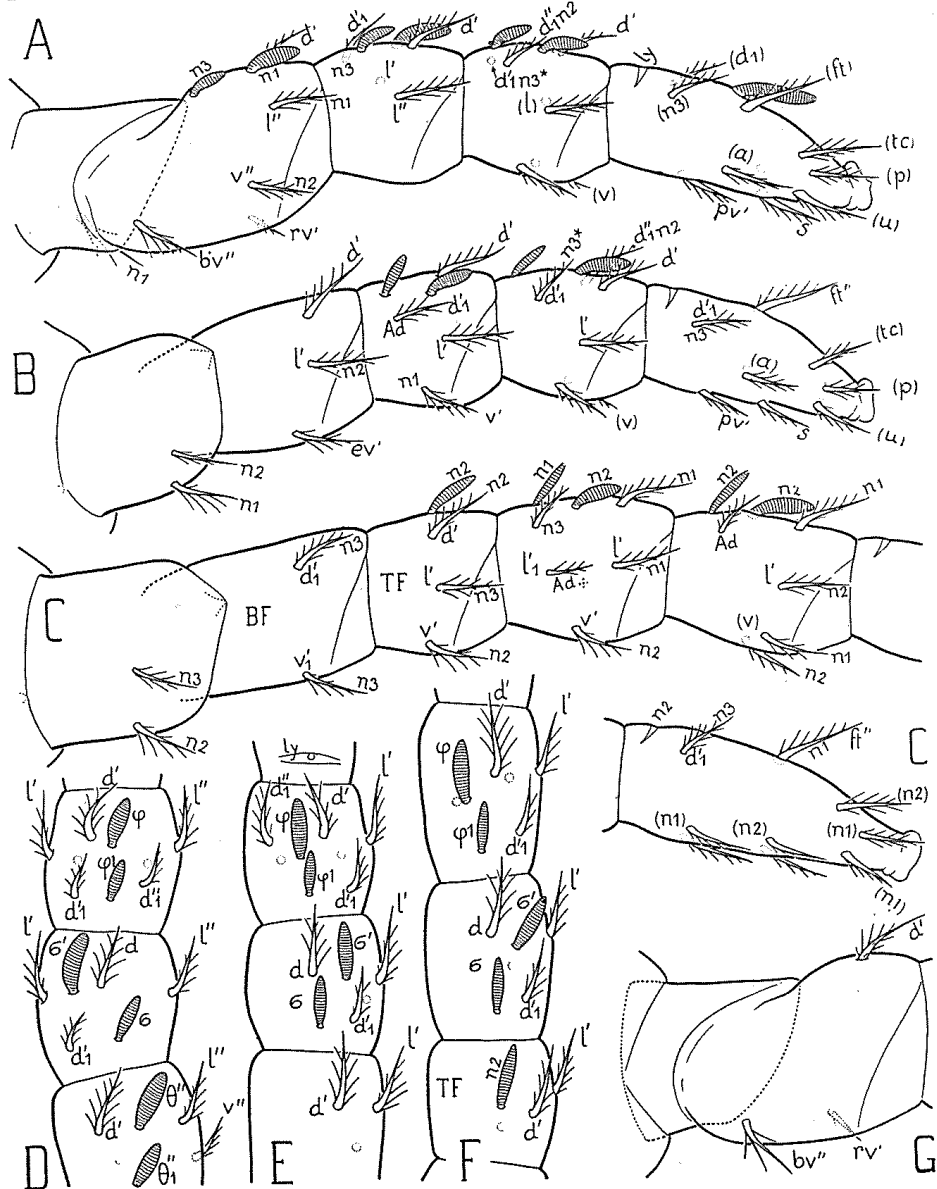 A
n3
n1
d'
d'1
n3
d'
d''1n2
d'
d'1n3*
ly
(d1)
(n3)
(ft)
l'
l''
n1
l''
(l)
(tc)
(a)
(p)
v''
n2
rv'
(v)
pv'
s
(u)
n1
bv''
B
d'
d'
n3*
d''1n2
d'
d'1
ft''
Ad
d'1
d'1
n3
l'
n2
l'
l'
(tc)
(a)
(p)
n1
v'
(v)
pv'
s
(u)
ev'
n2
n1
C
n2
n2
n1
n2
n1
n2
n2
n1
n3
d'1
d'
n3
Ad
BF
TF
l'
n3
l'1
Ad
l'
n1
l'
n2
n3
v'1
n3
v'
n2
v'
n2
(v)
n1
n2
n2
C
n2
n3
d'1
n1
ft''
(n2)
(n1)
(n2)
(n1)
(n1)
D
l'
d'
l''
φ
φ1
d'1
d''1
l'
б'
d
l''
б
d'1
l''
θ''
d'
v''
θ''1
E
ly
d''1
d'
l'
φ
φ1
d'1
б'
l'
d
б
d'1
d'
l'
F
d'
l'
φ
φ1
d'1
d
б'
l'
б
d'1
TF
n2
l'
d'
G
d'
bv''
rv'